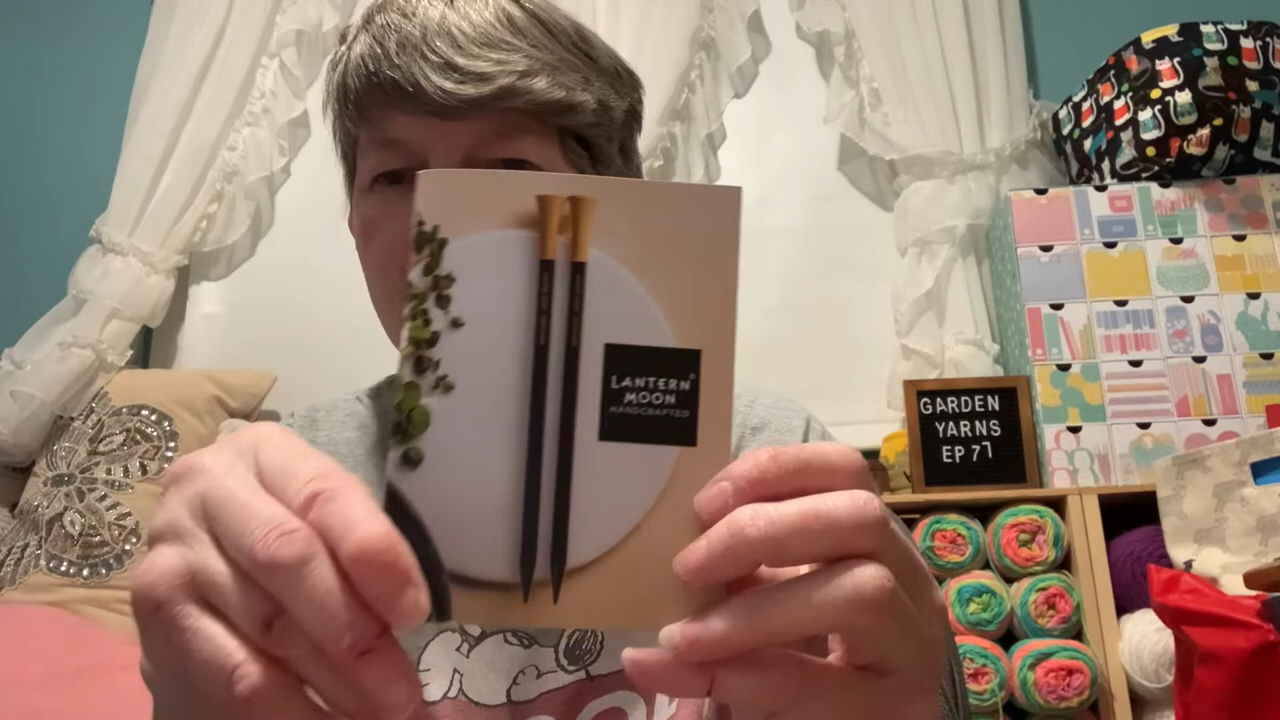 LANTERN®
MOON
HANDCRAFTED
GARDEN
YARNS
EP 77